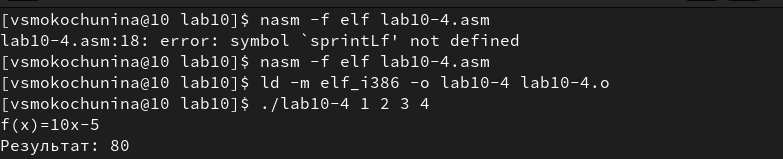 [vsmokochunina@10 lab10]$ nasm -f elf lab10-4.asm
lab10-4.asm:18: error: symbol `sprintLf' not defined
[vsmokochunina@10 lab10]$ nasm -f elf lab10-4.asm
[vsmokochunina@10 lab10]$ ld -m elf_i386 -o lab10-4 lab10-4.o
[vsmokochunina@10 lab10]$ ./lab10-4 1 2 3 4
f(x)=10x-5
Результат: 80